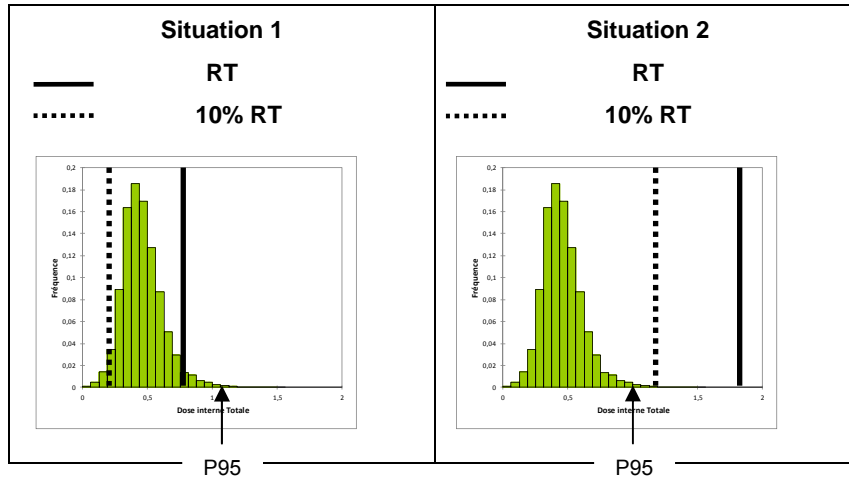 Situation 1
RT
10% RT
0,2
0,18
0,16
0,14
0,12
0,1
0,08
0,06
0,04
0,02
0
Fréquence
0
0,5
1
1,5
2
Dose interne Totale
P95
Situation 2
RT
10% RT
0,2
0,18
0,16
0,14
0,12
0,1
0,08
0,06
0,04
0,02
0
Fréquence
0
0,5
1,5
2
Dose interne Totale
P95